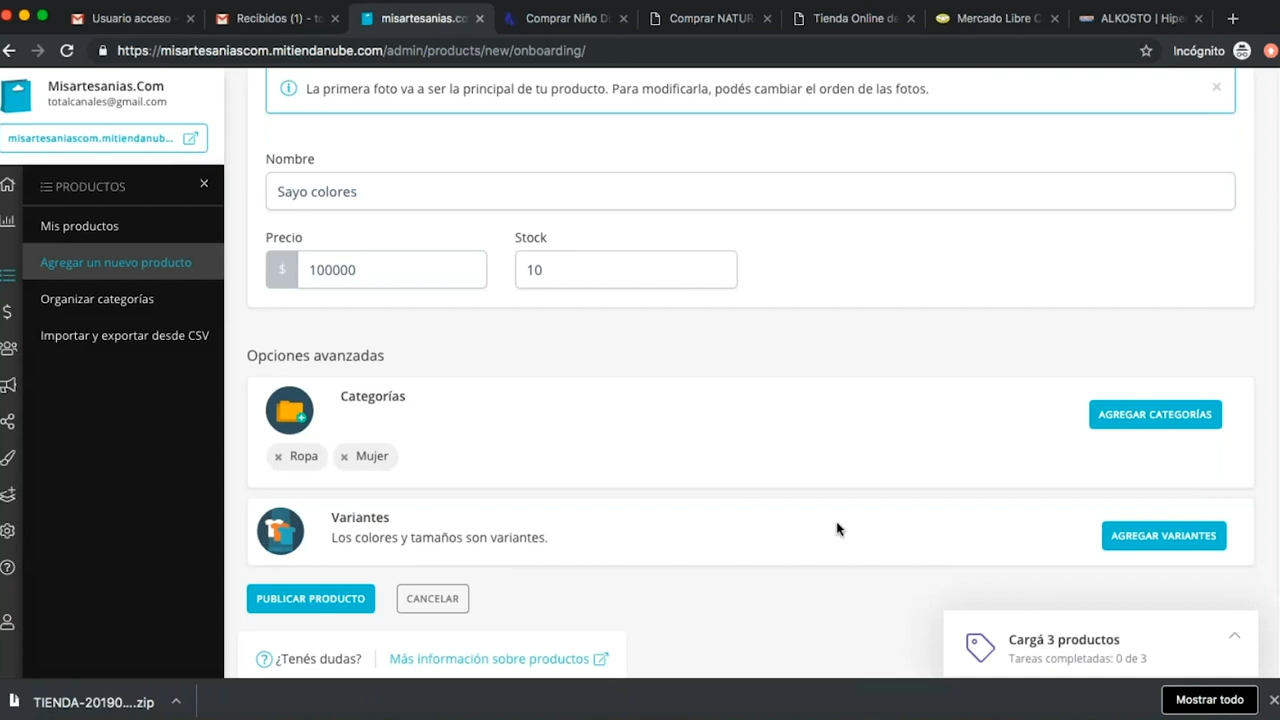 Usuario acceso
Recibidos (1) - to
misartesanias.co
Comprar Niño D
Comprar NATUR
Tienda Online de
Mercado Libre C
ALKOSTO | Hipe
https://misartesaniascom.mitiendanube.com/admin/products/new/onboarding/
Incógnito
Misartesanias.Com
totalcanales@gmail.com
misartesaniascom.mitiendanub...
PRODUCTOS
Mis productos
Agregar un nuevo producto
Organizar categorías
Importar y exportar desde CSV
La primera foto va a ser la principal de tu producto. Para modificarla, podés cambiar el orden de las fotos.
Nombre
Sayo colores
Precio
Stock
$ 100000
10
Opciones avanzadas
Categorías
AGREGAR CATEGORÍAS
Ropa
Mujer
Variantes
Los colores y tamaños son variantes.
AGREGAR VARIANTES
PUBLICAR PRODUCTO
CANCELAR
¿Tenés dudas?
Más información sobre productos
Cargá 3 productos
Tareas completadas: 0 de 3
TIENDA-20190....zip
Mostrar todo